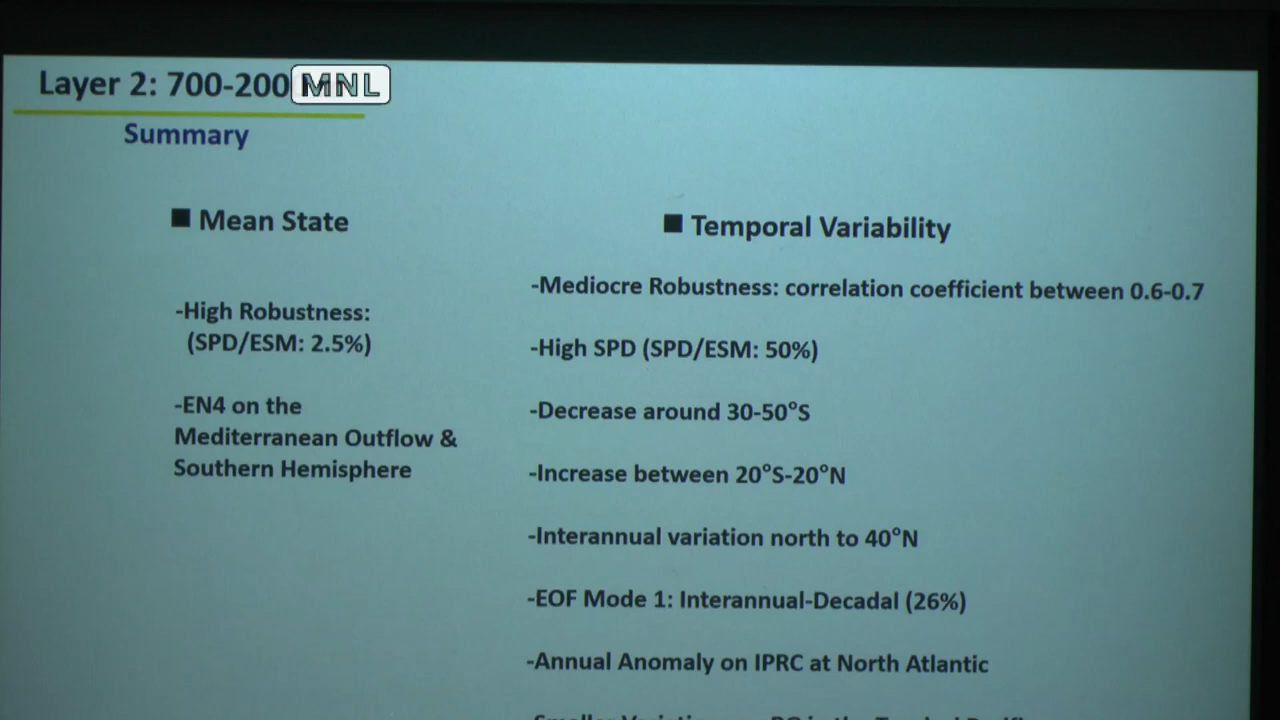 Layer 2: 700-200
MNL
Summary
■ Mean State
-High Robustness:
(SPD/ESM: 2.5%)
-EN4 on the
Mediterranean Outflow &
Southern Hemisphere
■ Temporal Variability
-Mediocre Robustness: correlation coefficient between 0.6-0.7
-High SPD (SPD/ESM: 50%)
-Decrease around 30-50°S
-Increase between 20°S-20°N
-Interannual variation north to 40°N
-EOF Mode 1: Interannual-Decadal (26%)
-Annual Anomaly on IPRC at North Atlantic